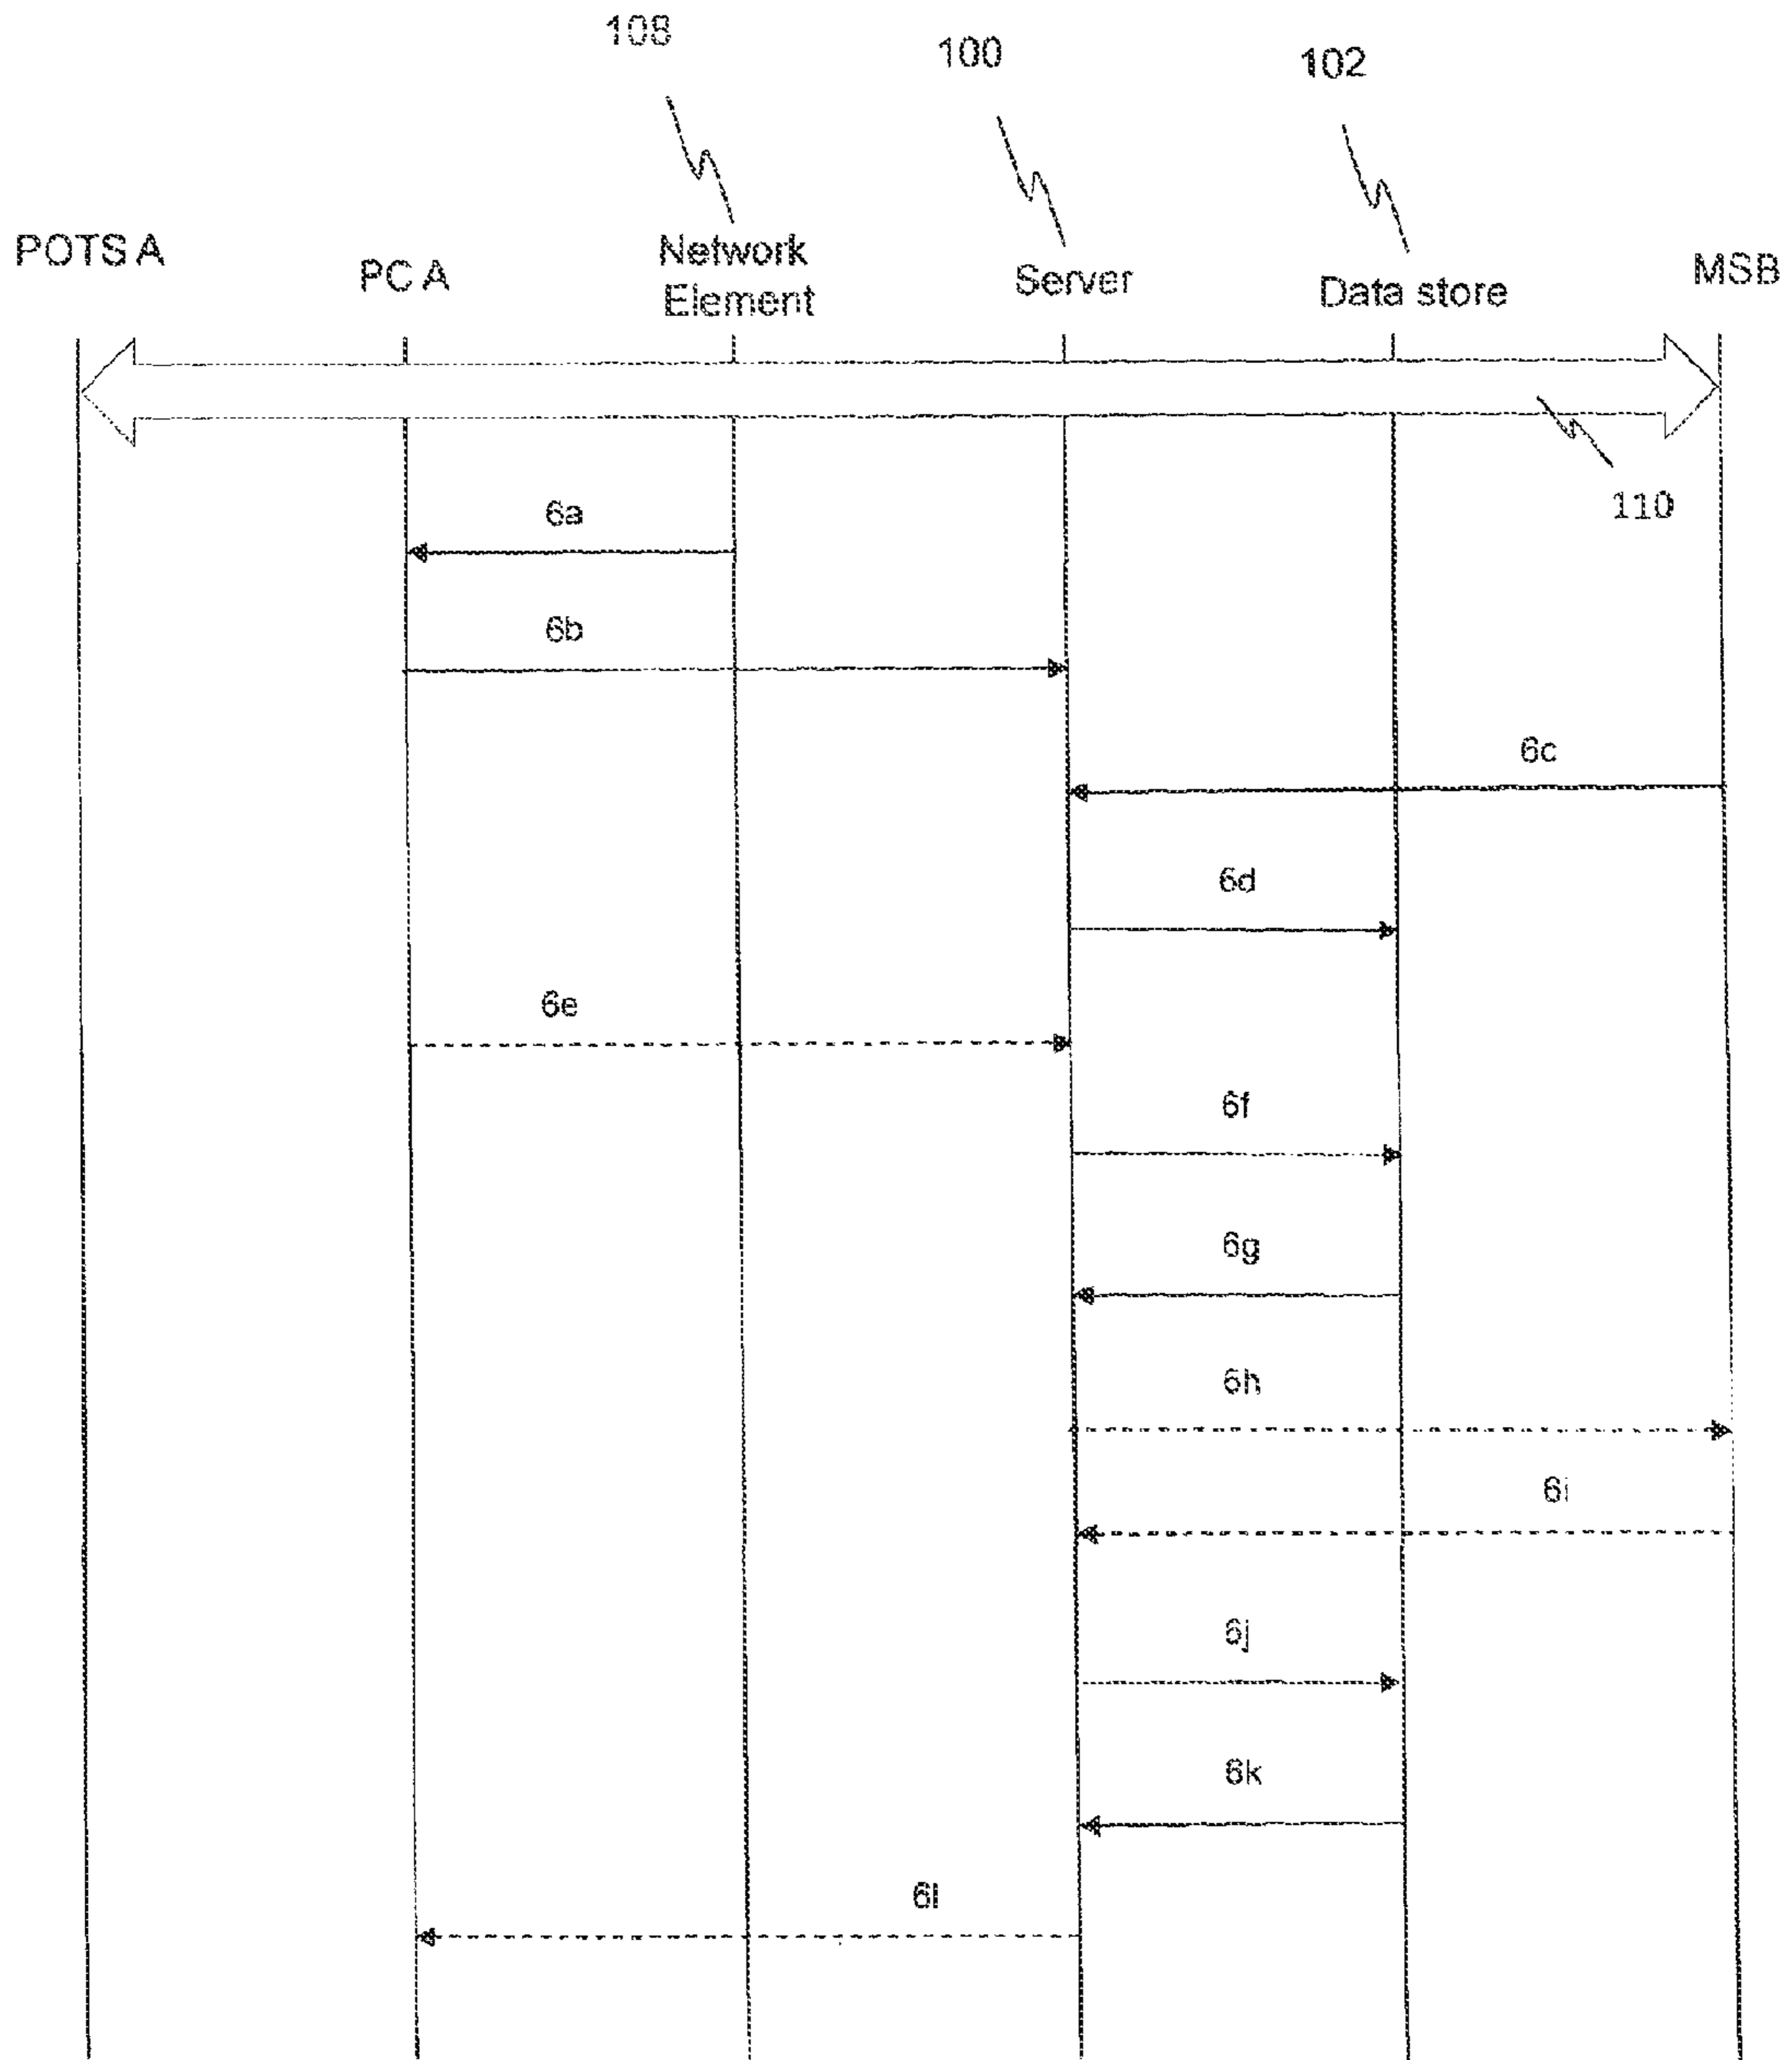 108
100
102
POTS A
PC A
Network
Element
Server
Data store
MSB
110
6a
6b
6c
6d
6e
6f
6g
6h
6i
6j
6k
6l